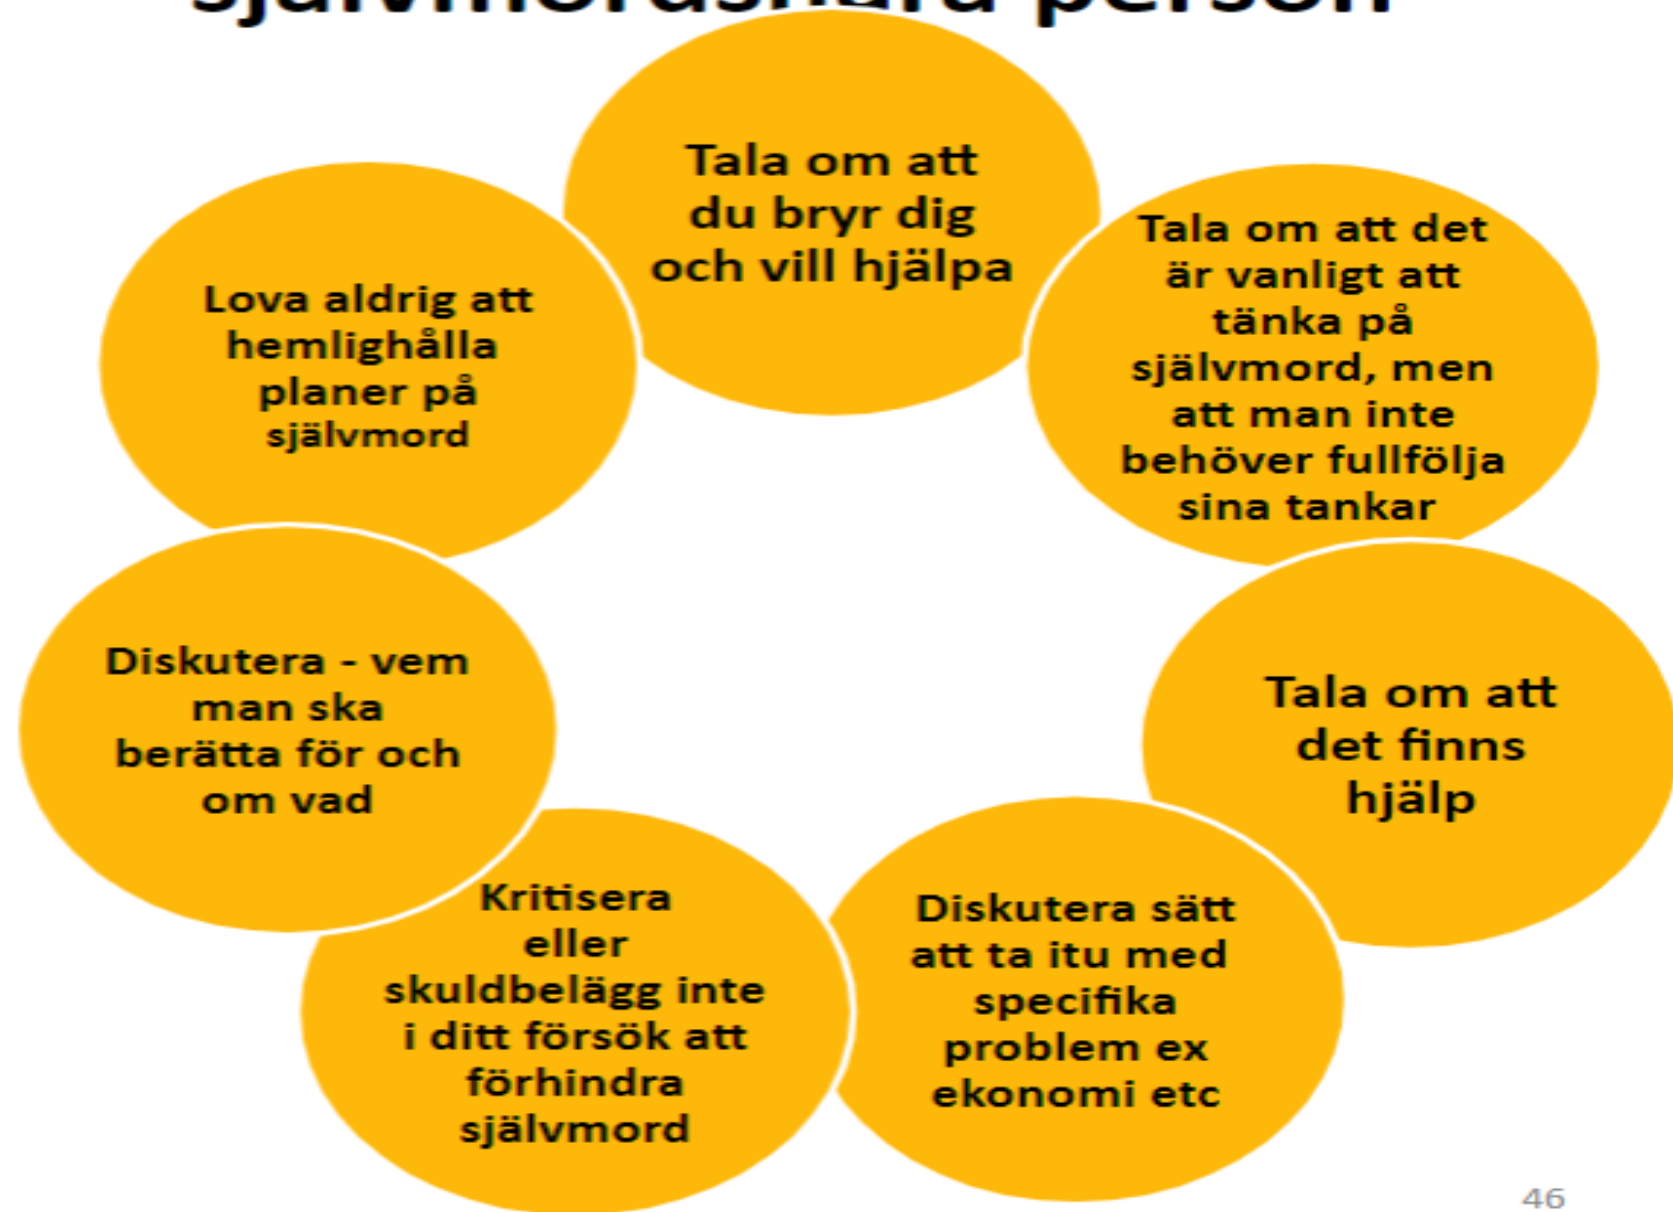 självmordsnära person
Tala om att
du bryr dig
och vill hjälpa
Tala om att det
är vanligt att
tänka på
självmord, men
att man inte
behöver fullfölja
sina tankar
Tala om att
det finns
hjälp
Diskutera sätt
att ta itu med
specifika
problem ex
ekonomi etc
Kritisera
eller
skuldbelägg inte
i ditt försök att
förhindra
självmord
Diskutera - vem
man ska
berätta för och
om vad
Lova aldrig att
hemlighålla
planer på
självmord
46